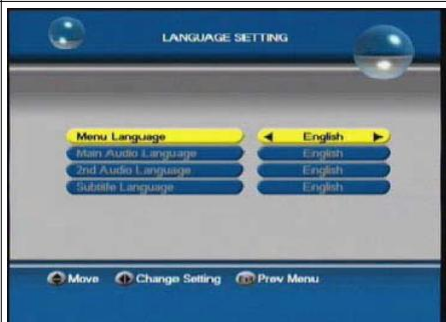 LANGUAGE SETTING
Menu Language English
Main Audio Language English
2nd Audio Language English
Subtitle Language English
Move Change Setting Prev Menu